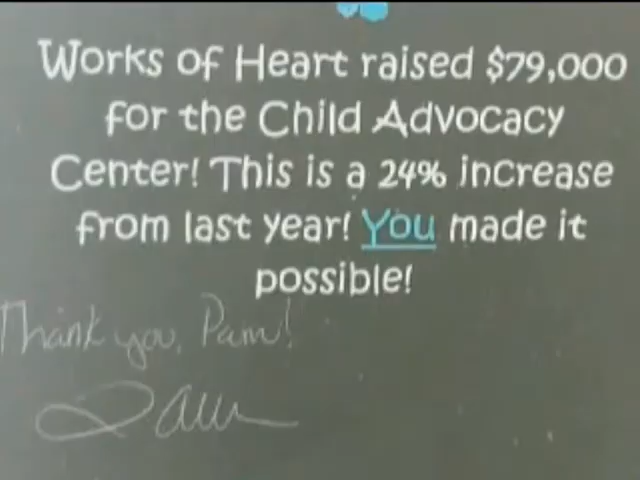 Works of Heart raised $79,000
for the Child Advocacy
Center! This is a 24% increase
from last year! You made it
possible!
Thank you, Pam!